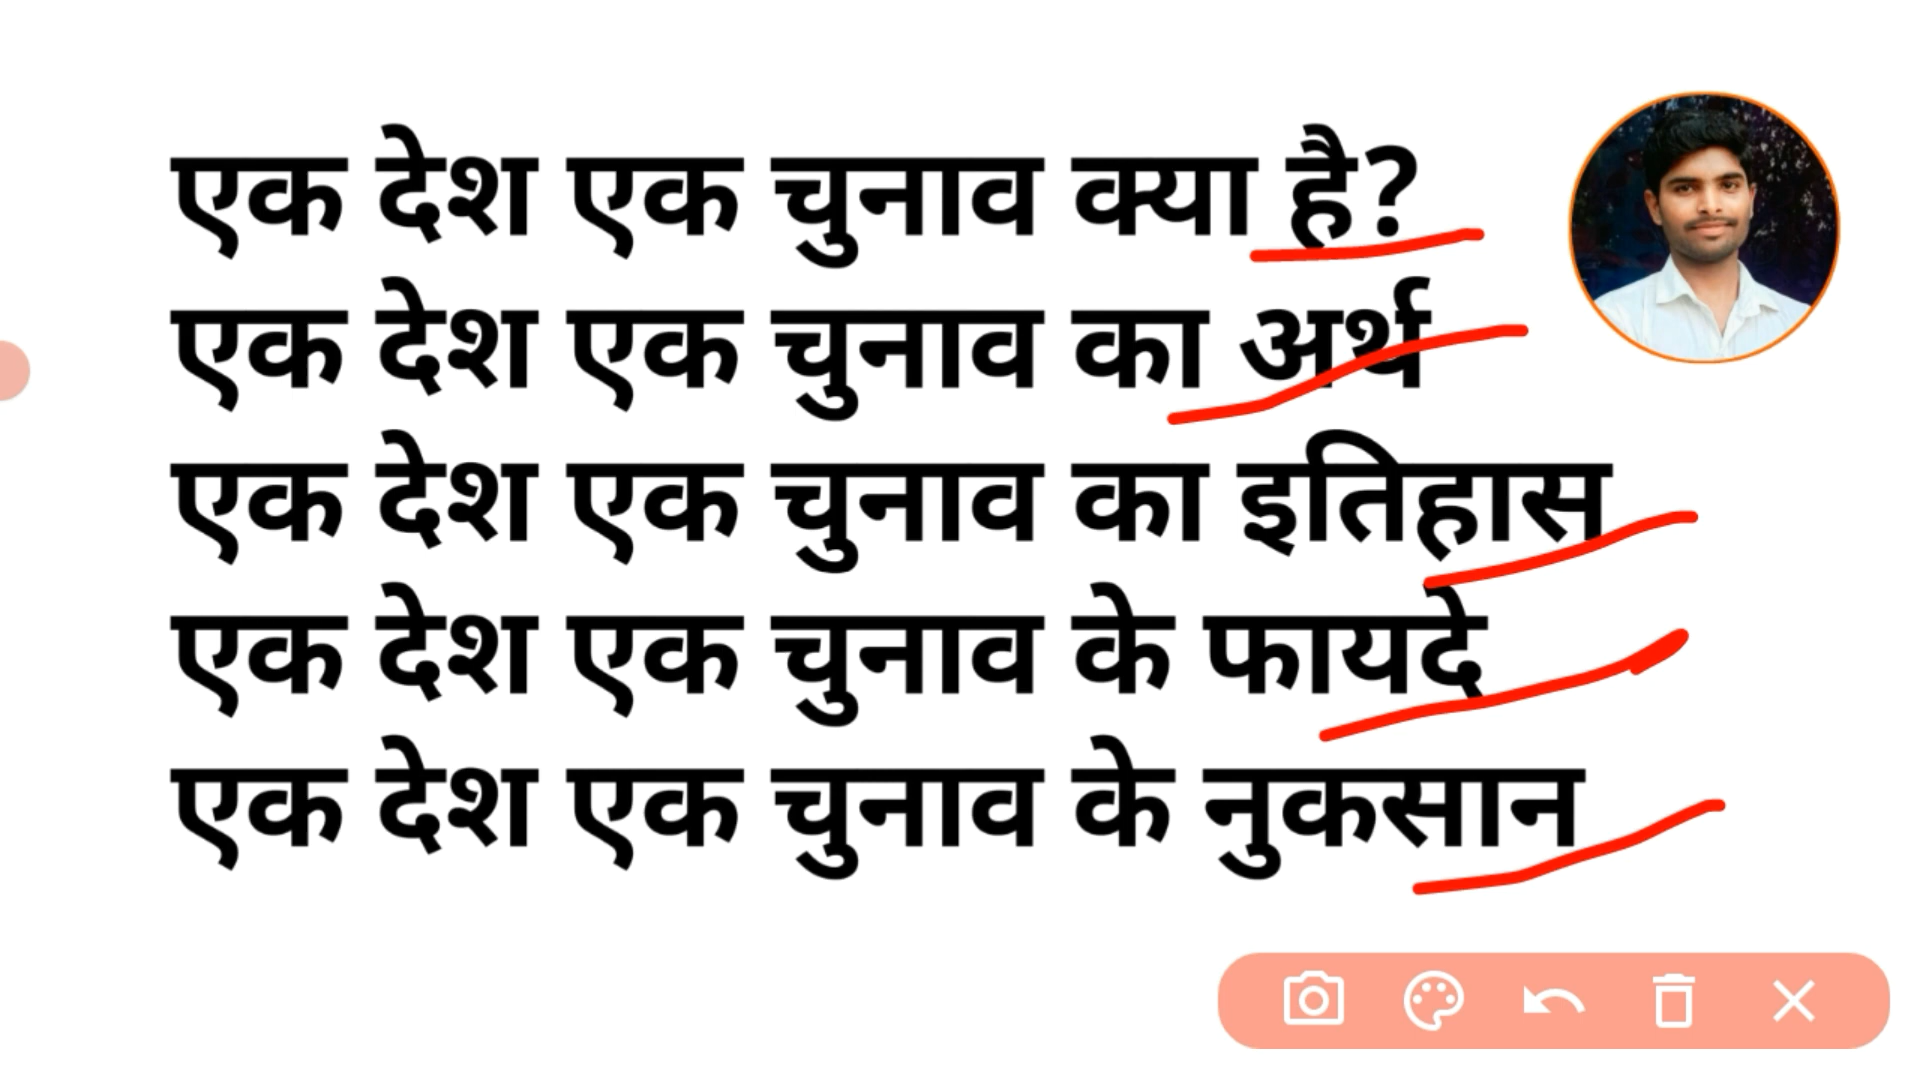 एक देश एक चुनाव क्या है?
एक देश एक चुनाव का अर्थ
एक देश एक चुनाव का इतिहास
एक देश एक चुनाव के फायदे
एक देश एक चुनाव के नुकसान